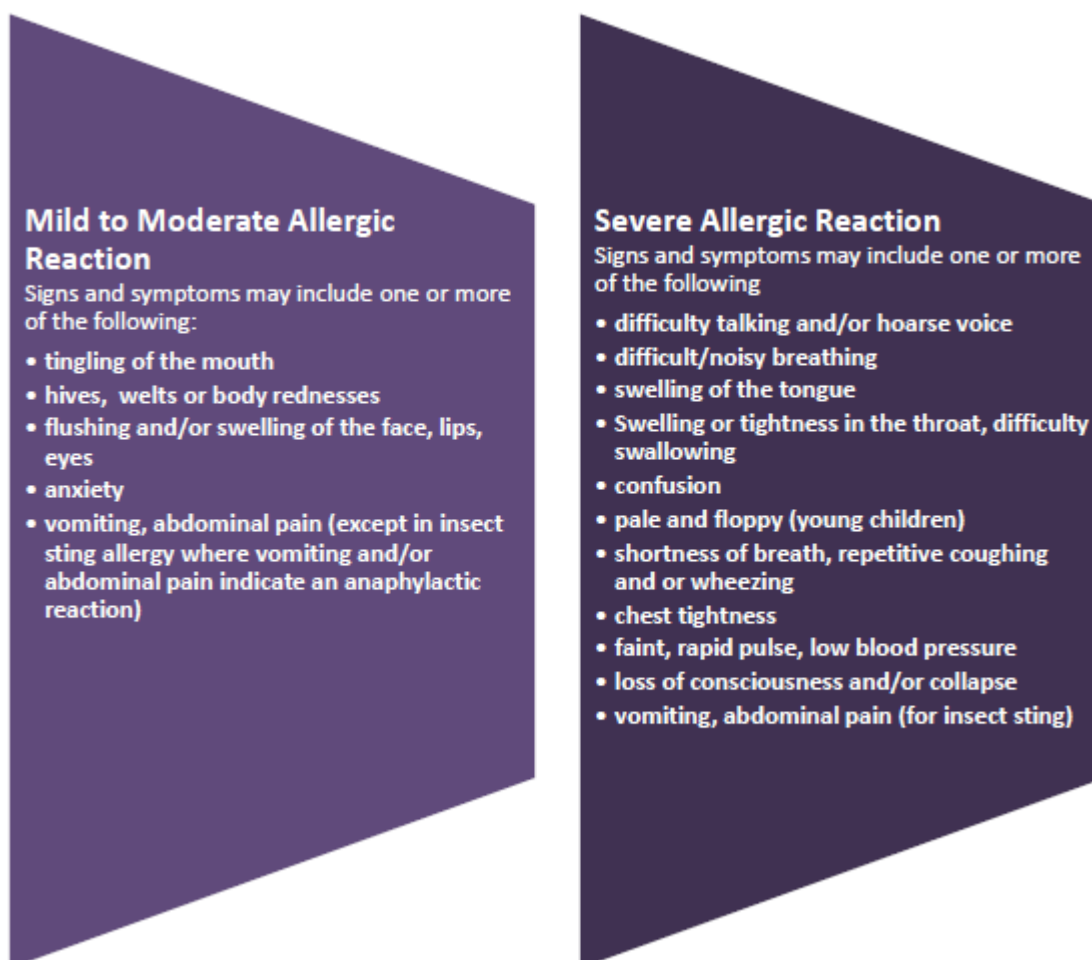 Mild to Moderate Allergic
Reaction
Signs and symptoms may include one or more
of the following:
• tingling of the mouth
• hives, welts or body rednesses
• flushing and/or swelling of the face, lips,
eyes
• anxiety
• vomiting, abdominal pain (except in insect
sting allergy where vomiting and/or
abdominal pain indicate an anaphylactic
reaction)
Severe Allergic Reaction
Signs and symptoms may include one or more
of the following
• difficulty talking and/or hoarse voice
• difficult/noisy breathing
• swelling of the tongue
• Swelling or tightness in the throat, difficulty
swallowing
• confusion
• pale and floppy (young children)
• shortness of breath, repetitive coughing
and or wheezing
• chest tightness
• faint, rapid pulse, low blood pressure
• loss of consciousness and/or collapse
• vomiting, abdominal pain (for insect sting)